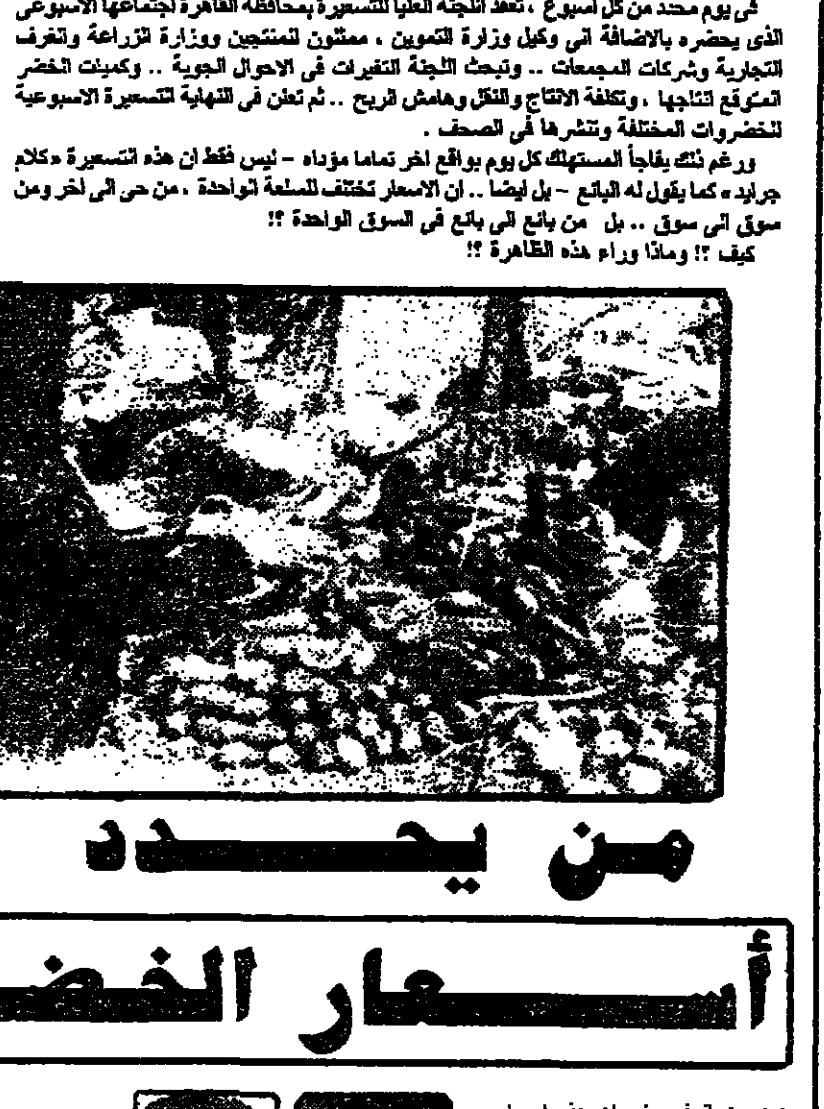 فى يوم محدد من كل أسبوع ، تعقد اللجنة العليا للتسعيرة بمحافظة القاهرة اجتماعها الأسبوعى
الذى يحضره بالاضافة الى وكيل وزارة التموين ، ممثلون للمنتجين ووزارة الزراعة والغرف
التجارية وشركات المجمعات .. وتبحث اللجنة التغيرات فى الاحوال الجوية .. وكميات الخضر
المتوقع انتاجها ، وتكلفة الانتاج والنقل وهامش الربح .. ثم تعلن فى النهاية التسعيرة الاسبوعية
للخضروات المختلفة وتنشرها فى الصحف .
ورغم ذلك يفاجأ المستهلك كل يوم بواقع اخر تماما مؤداه – ليس فقط ان هذه التسعيرة «كلام
جرايد» كما يقول له البائع – بل ايضا .. ان الاسعار تختلف للسلعة الواحدة ، من حى الى اخر ومن
سوق الى سوق .. بل من بائع الى بائع فى السوق الواحدة ؟!
كيف ؟! وماذا وراء هذه الظاهرة ؟!
من يحدد
أسعار الخض